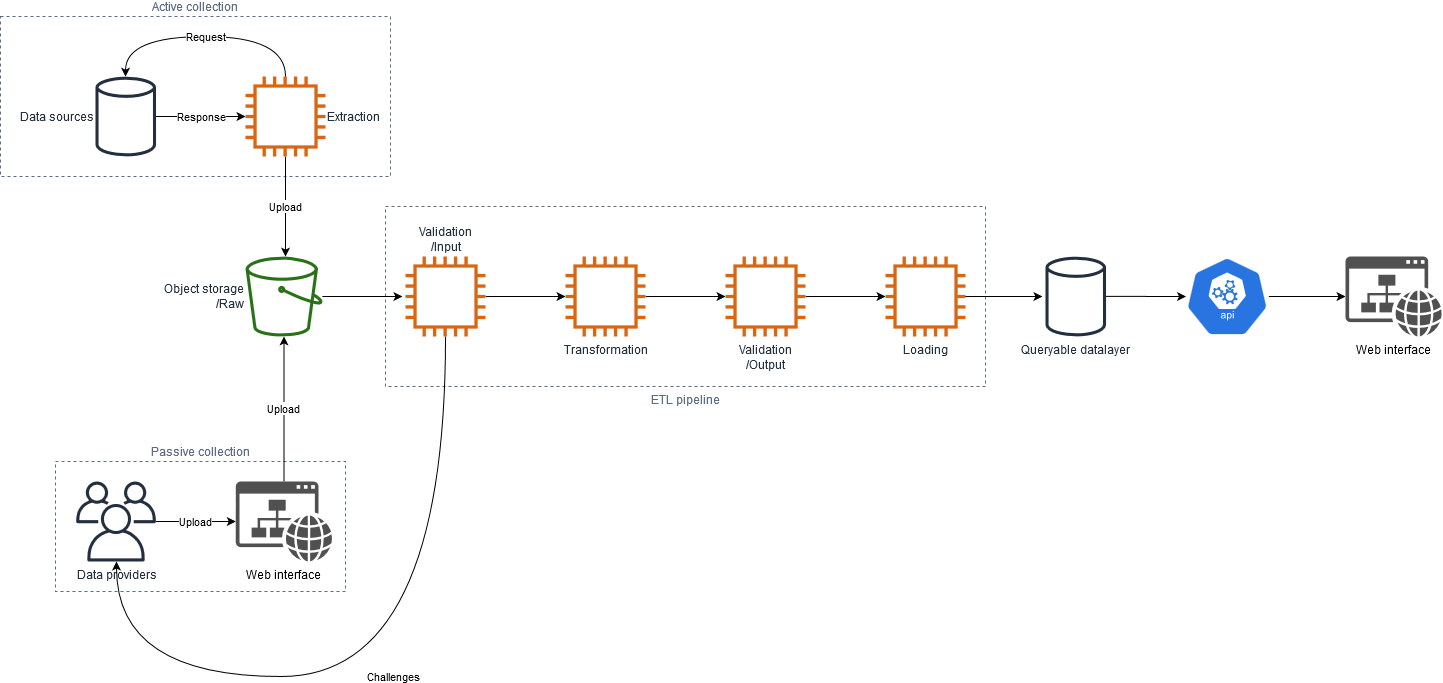 Active collection
Request
Data sources
Response
Extraction
Upload
Validation
/Input
Object storage
/Raw
Transformation
Validation
/Output
Loading
Queryable datalayer
api
Web interface
ETL pipeline
Upload
Passive collection
Upload
Data providers
Web interface
Challenges